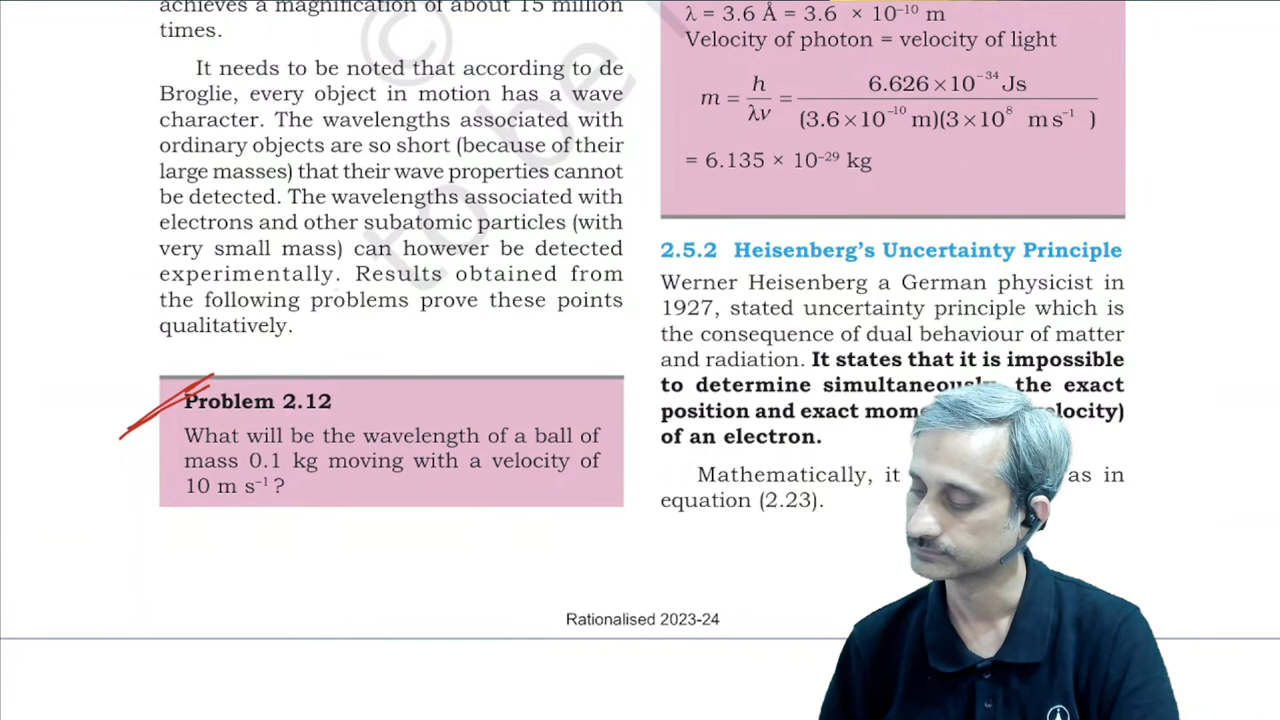 achieves a magnification of about 15 million
times.
It needs to be noted that according to de
Broglie, every object in motion has a wave
character. The wavelengths associated with
ordinary objects are so short (because of their
large masses) that their wave properties cannot
be detected. The wavelengths associated with
electrons and other subatomic particles (with
very small mass) can however be detected
experimentally. Results obtained from
the following problems prove these points
qualitatively.
Problem 2.12
What will be the wavelength of a ball of
mass 0.1 kg moving with a velocity of
10 m s⁻¹ ?
λ = 3.6 Å = 3.6 × 10⁻¹⁰ m
Velocity of photon = velocity of light
m = h/λν = 6.626×10⁻³⁴ Js / (3.6×10⁻¹⁰ m)(3×10⁸ m s⁻¹ )
= 6.135 × 10⁻²⁹ kg
2.5.2 Heisenberg's Uncertainty Principle
Werner Heisenberg a German physicist in
1927, stated uncertainty principle which is
the consequence of dual behaviour of matter
and radiation. It states that it is impossible
to determine simultaneously, the exact
position and exact mom elocity)
of an electron.
Mathematically, it as in
equation (2.23).
Rationalised 2023-24
© to be